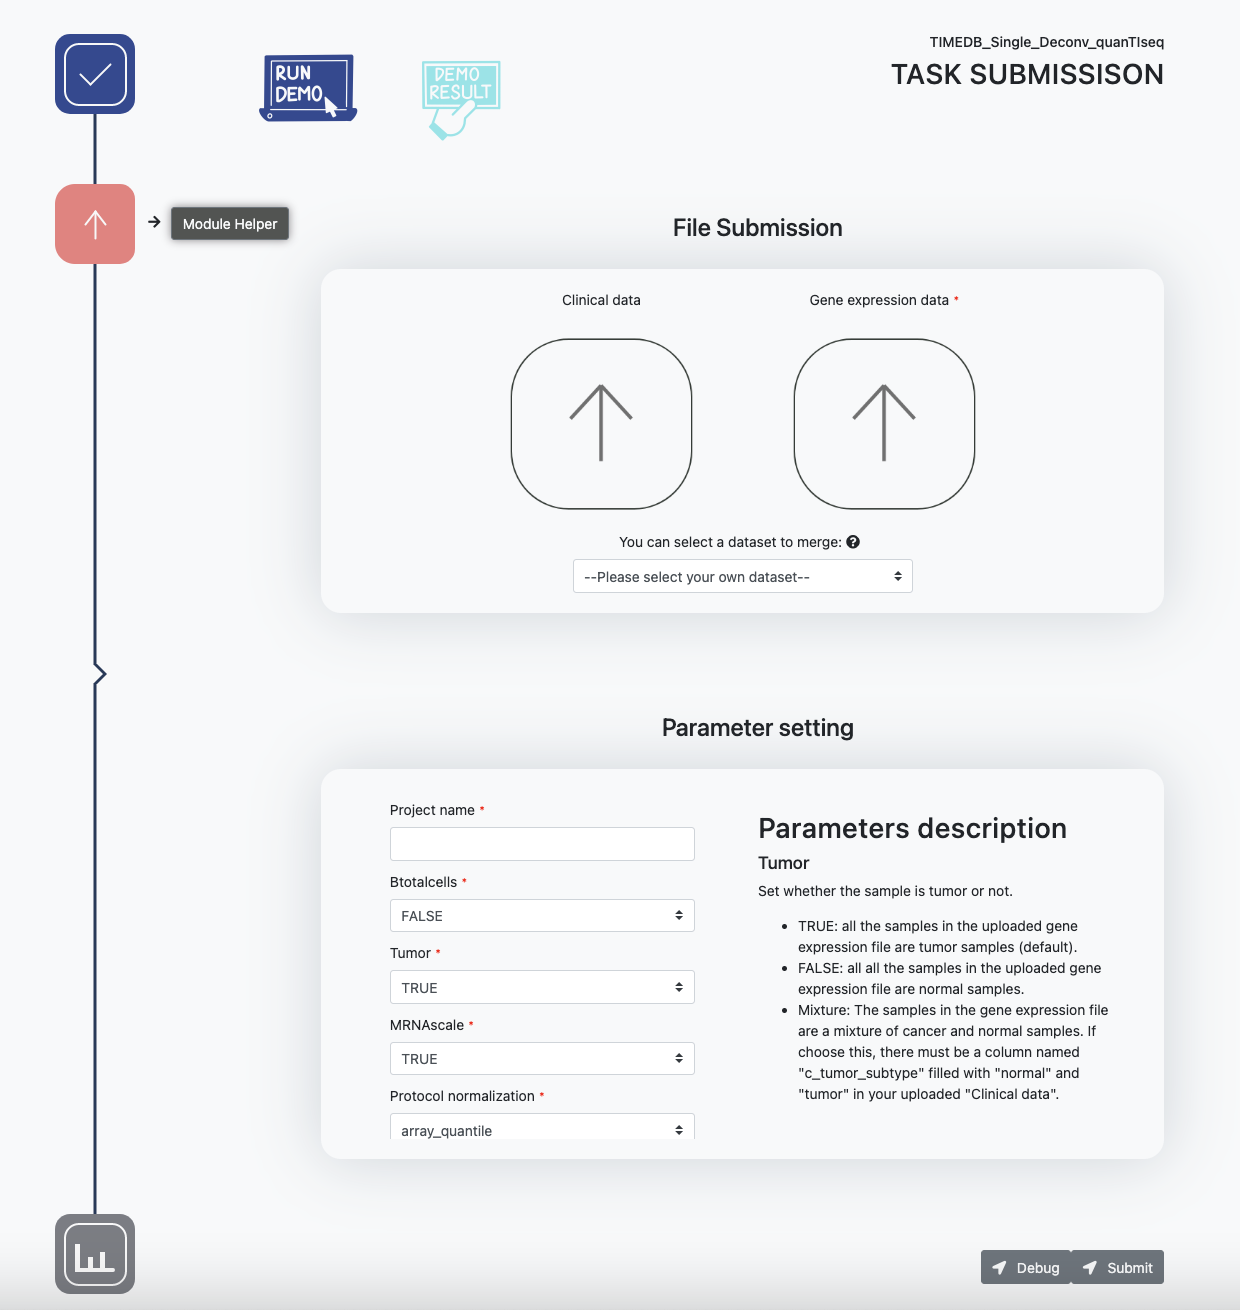 TIMEDB_Single_Deconv_quanTIseq
TASK SUBMISSISON
RUN
DEMO
DEMO
RESULT
Module Helper
File Submission
Clinical data
Gene expression data *
You can select a dataset to merge: ?
--Please select your own dataset--
Parameter setting
Project name *
Btotalcells *
FALSE
Tumor *
TRUE
MRNAscale *
TRUE
Protocol normalization *
array_quantile
Parameters description
Tumor
Set whether the sample is tumor or not.
• TRUE: all the samples in the uploaded gene
expression file are tumor samples (default).
• FALSE: all all the samples in the uploaded gene
expression file are normal samples.
• Mixture: The samples in the gene expression file
are a mixture of cancer and normal samples. If
choose this, there must be a column named
"c_tumor_subtype" filled with "normal" and
"tumor" in your uploaded "Clinical data".
Debug
Submit